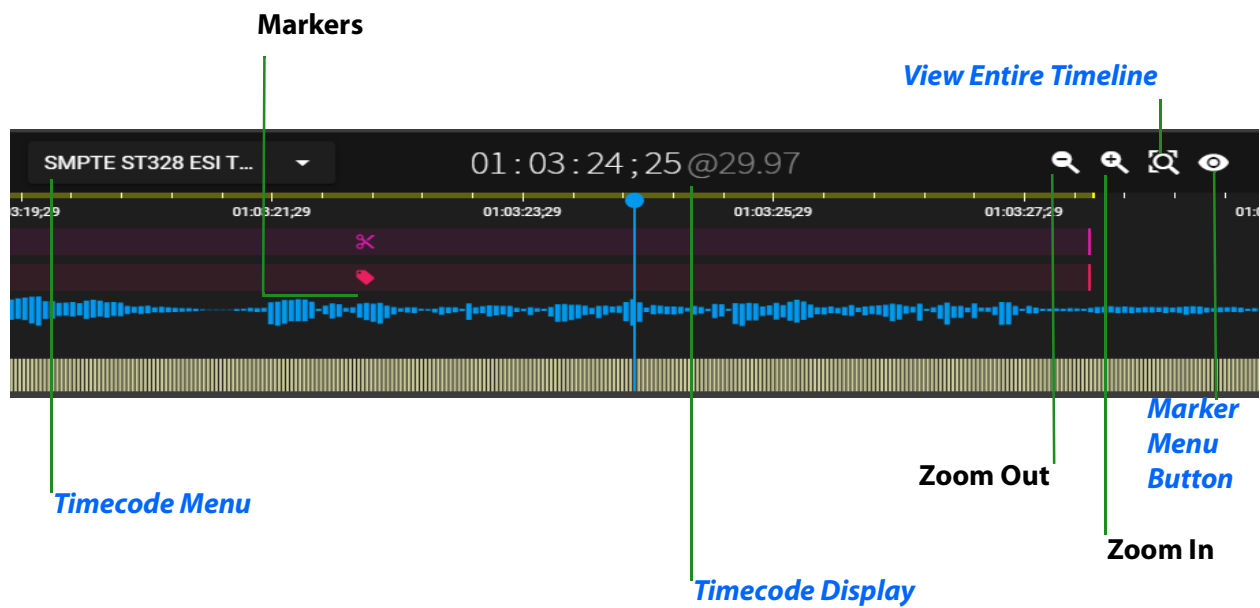 Markers
View Entire Timeline
SMPTE ST328 ESI T...
01:03:24;25@29.97
3:19;29
01:03:21;29
01:03:23;29
01:03:25;29
01:03:27;29
01:0
Marker
Menu
Button
Zoom Out
Timecode Menu
Zoom In
Timecode Display